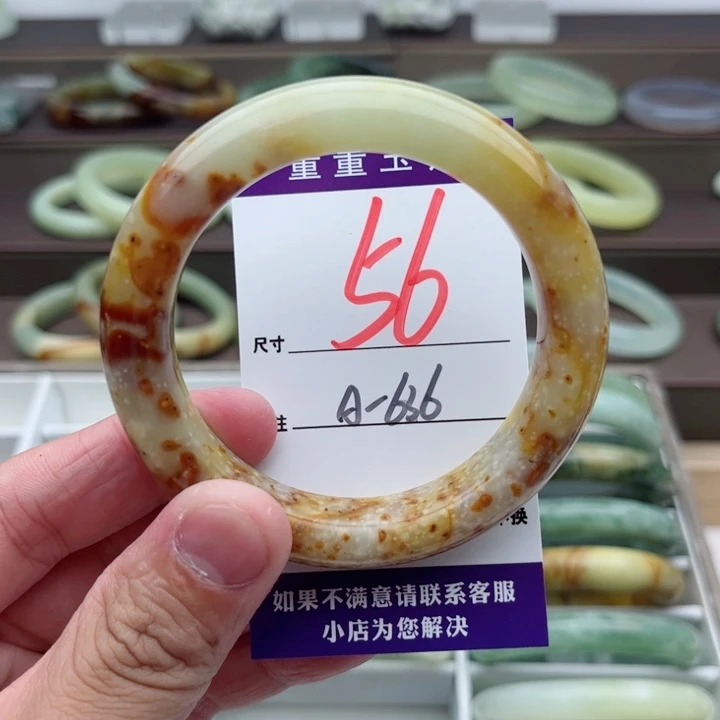 重重玉
尺寸 56
注 A-636
换
如果不满意请联系客服
小店为您解决